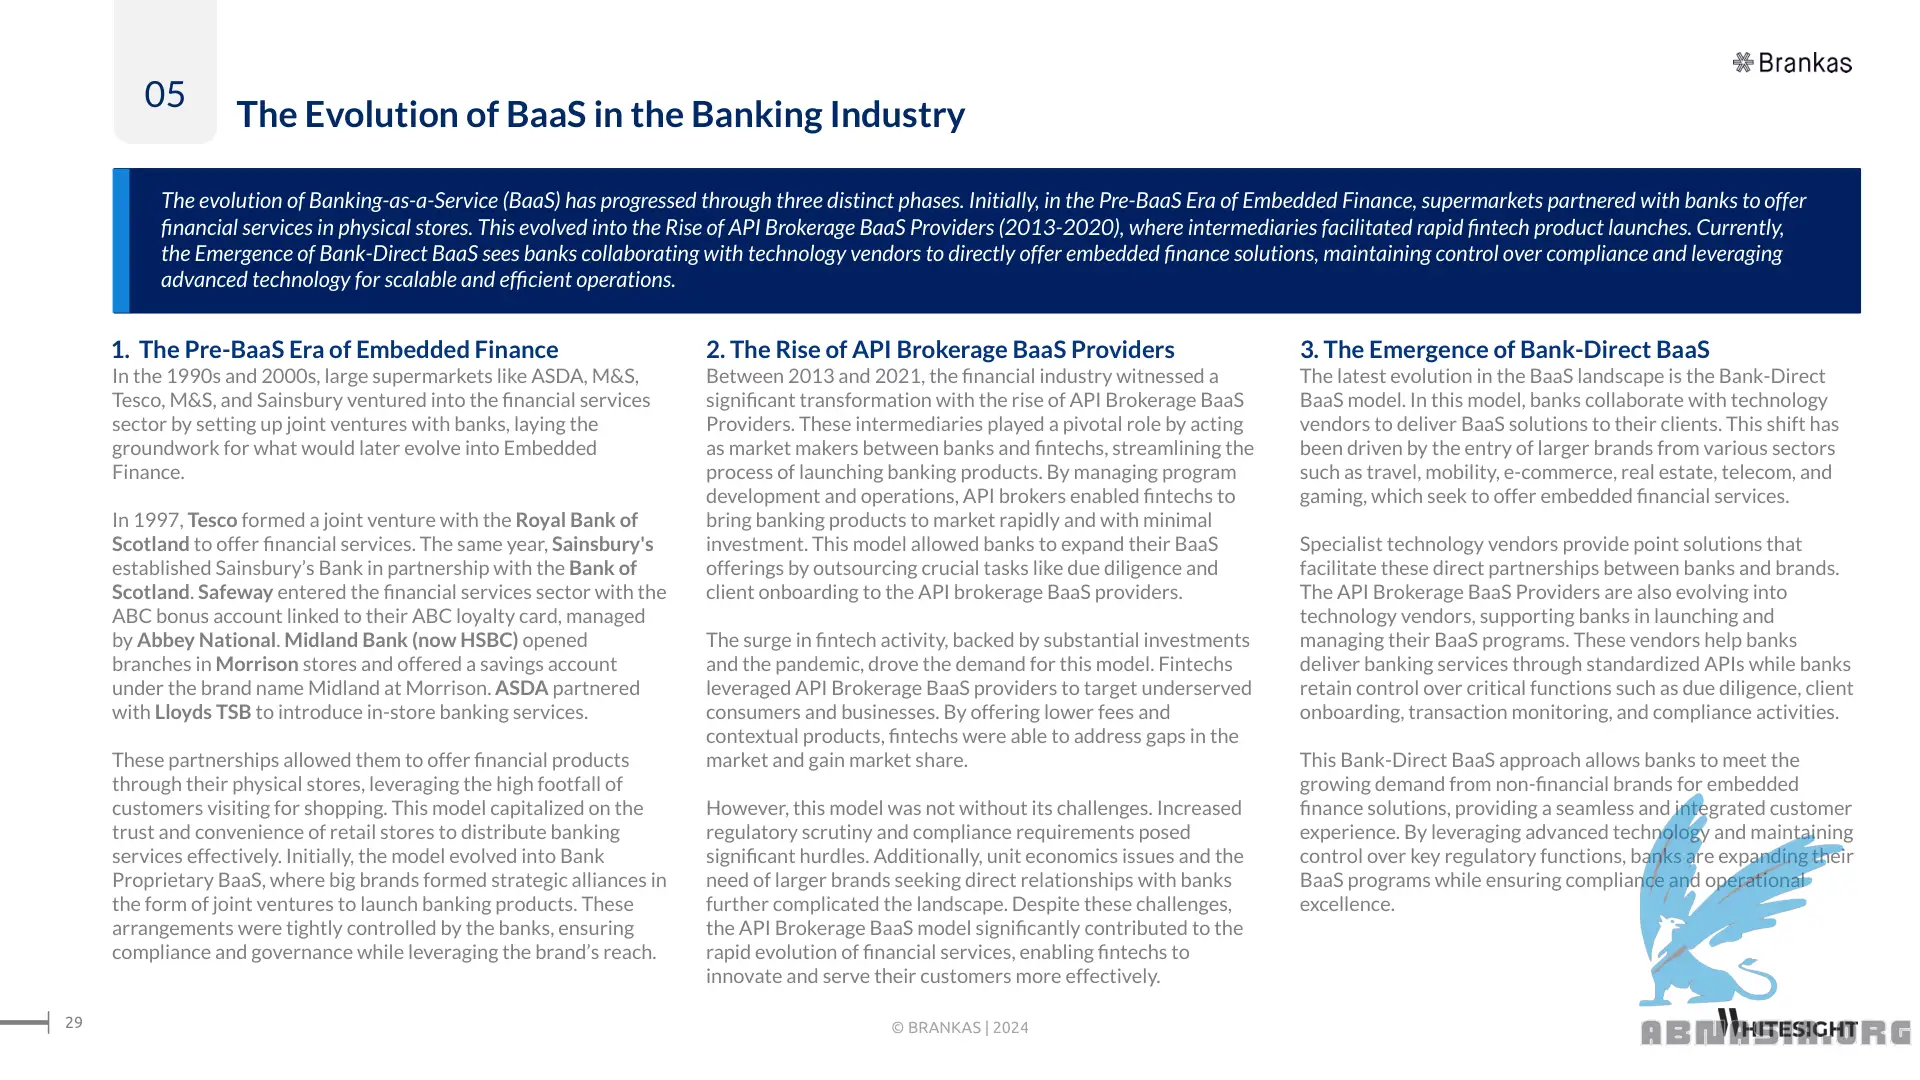 05
Brankas
The Evolution of BaaS in the Banking Industry
The evolution of Banking-as-a-Service (BaaS) has progressed through three distinct phases. Initially, in the Pre-BaaS Era of Embedded Finance, supermarkets partnered with banks to offer
financial services in physical stores. This evolved into the Rise of API Brokerage BaaS Providers (2013-2020), where intermediaries facilitated rapid fintech product launches. Currently,
the Emergence of Bank-Direct BaaS sees banks collaborating with technology vendors to directly offer embedded finance solutions, maintaining control over compliance and leveraging
advanced technology for scalable and efficient operations.
1. The Pre-BaaS Era of Embedded Finance
In the 1990s and 2000s, large supermarkets like ASDA, M&S,
Tesco, M&S, and Sainsbury ventured into the financial services
sector by setting up joint ventures with banks, laying the
groundwork for what would later evolve into Embedded
Finance.
In 1997, Tesco formed a joint venture with the Royal Bank of
Scotland to offer financial services. The same year, Sainsbury's
established Sainsbury’s Bank in partnership with the Bank of
Scotland. Safeway entered the financial services sector with the
ABC bonus account linked to their ABC loyalty card, managed
by Abbey National. Midland Bank (now HSBC) opened
branches in Morrison stores and offered a savings account
under the brand name Midland at Morrison. ASDA partnered
with Lloyds TSB to introduce in-store banking services.
These partnerships allowed them to offer financial products
through their physical stores, leveraging the high footfall of
customers visiting for shopping. This model capitalized on the
trust and convenience of retail stores to distribute banking
services effectively. Initially, the model evolved into Bank
Proprietary BaaS, where big brands formed strategic alliances in
the form of joint ventures to launch banking products. These
arrangements were tightly controlled by the banks, ensuring
compliance and governance while leveraging the brand’s reach.
2. The Rise of API Brokerage BaaS Providers
Between 2013 and 2021, the financial industry witnessed a
significant transformation with the rise of API Brokerage BaaS
Providers. These intermediaries played a pivotal role by acting
as market makers between banks and fintechs, streamlining the
process of launching banking products. By managing program
development and operations, API brokers enabled fintechs to
bring banking products to market rapidly and with minimal
investment. This model allowed banks to expand their BaaS
offerings by outsourcing crucial tasks like due diligence and
client onboarding to the API brokerage BaaS providers.
The surge in fintech activity, backed by substantial investments
and the pandemic, drove the demand for this model. Fintechs
leveraged API Brokerage BaaS providers to target underserved
consumers and businesses. By offering lower fees and
contextual products, fintechs were able to address gaps in the
market and gain market share.
However, this model was not without its challenges. Increased
regulatory scrutiny and compliance requirements posed
significant hurdles. Additionally, unit economics issues and the
need of larger brands seeking direct relationships with banks
further complicated the landscape. Despite these challenges,
the API Brokerage BaaS model significantly contributed to the
rapid evolution of financial services, enabling fintechs to
innovate and serve their customers more effectively.
3. The Emergence of Bank-Direct BaaS
The latest evolution in the BaaS landscape is the Bank-Direct
BaaS model. In this model, banks collaborate with technology
vendors to deliver BaaS solutions to their clients. This shift has
been driven by the entry of larger brands from various sectors
such as travel, mobility, e-commerce, real estate, telecom, and
gaming, which seek to offer embedded financial services.
Specialist technology vendors provide point solutions that
facilitate these direct partnerships between banks and brands.
The API Brokerage BaaS Providers are also evolving into
technology vendors, supporting banks in launching and
managing their BaaS programs. These vendors help banks
deliver banking services through standardized APIs while banks
retain control over critical functions such as due diligence, client
onboarding, transaction monitoring, and compliance activities.
This Bank-Direct BaaS approach allows banks to meet the
growing demand from non-financial brands for embedded
finance solutions, providing a seamless and integrated customer
experience. By leveraging advanced technology and maintaining
control over key regulatory functions, banks are expanding their
BaaS programs while ensuring compliance and operational
excellence.
29
© BRANKAS | 2024
WHITESIGHT
ABNASIA.ORG